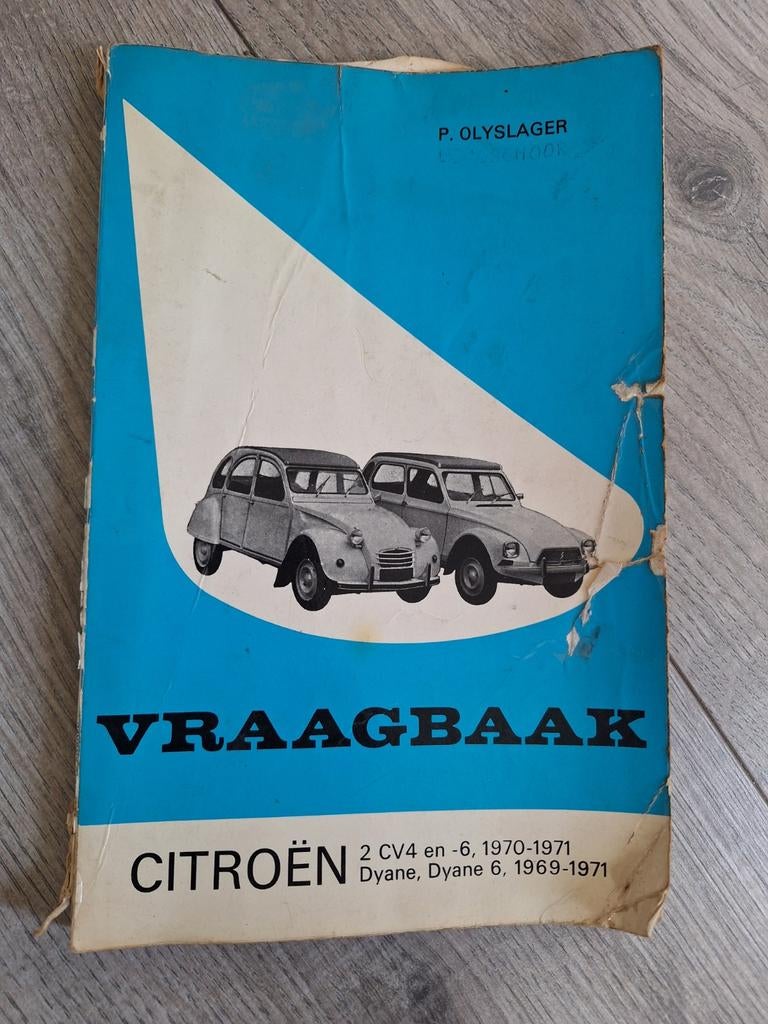 P. OLYSLAGER
VRAAGBAAK
CITROËN
2 CV4 en -6, 1970-1971
Dyane, Dyane 6, 1969-1971